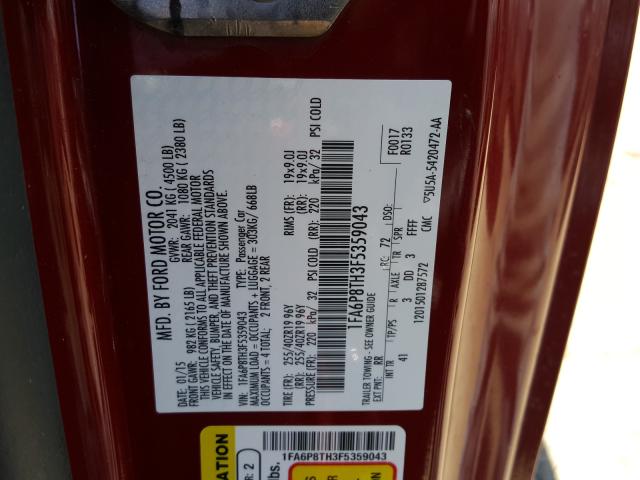 MFD. BY FORD MOTOR CO.
DATE: 01/15 GVWR: 2041 KG ( 4500 LB)
FRONT GAWR: 982 KG ( 2165 LB) REAR GAWR: 1080 KG ( 2380 LB)
THIS VEHICLE CONFORMS TO ALL APPLICABLE FEDERAL MOTOR
VEHICLE SAFETY, BUMPER, AND THEFT PREVENTION STANDARDS
IN EFFECT ON THE DATE OF MANUFACTURE SHOWN ABOVE.
VIN: 1FA6P8TH3F5359043 TYPE: Passenger Car
MAXIMUM LOAD = OCCUPANTS + LUGGAGE = 303KG/ 668LB
OCCUPANTS = 4 TOTAL; 2 FRONT, 2 REAR
TIRE (FR): 255/40ZR19 96Y RIMS (FR): 19x9.0J
(RR): 255/40ZR19 96Y (RR): 19x9.0J
PRESSURE (FR): 220 kPa/ 32 PSI COLD (RR): 220 kPa/ 32 PSI COLD
1FA6P8TH3F5359043
F0017
R0133
TRAILER TOWING - SEE OWNER GUIDE
EXT PNT: RR RC: 72 DSO:
INT TR TP/PS R AXLE TR SPR
41 3 DD 3 FFFF
1201501287572 CMC
5U5A-5420472-AA
1FA6P8TH3F5359043
2
lbs.